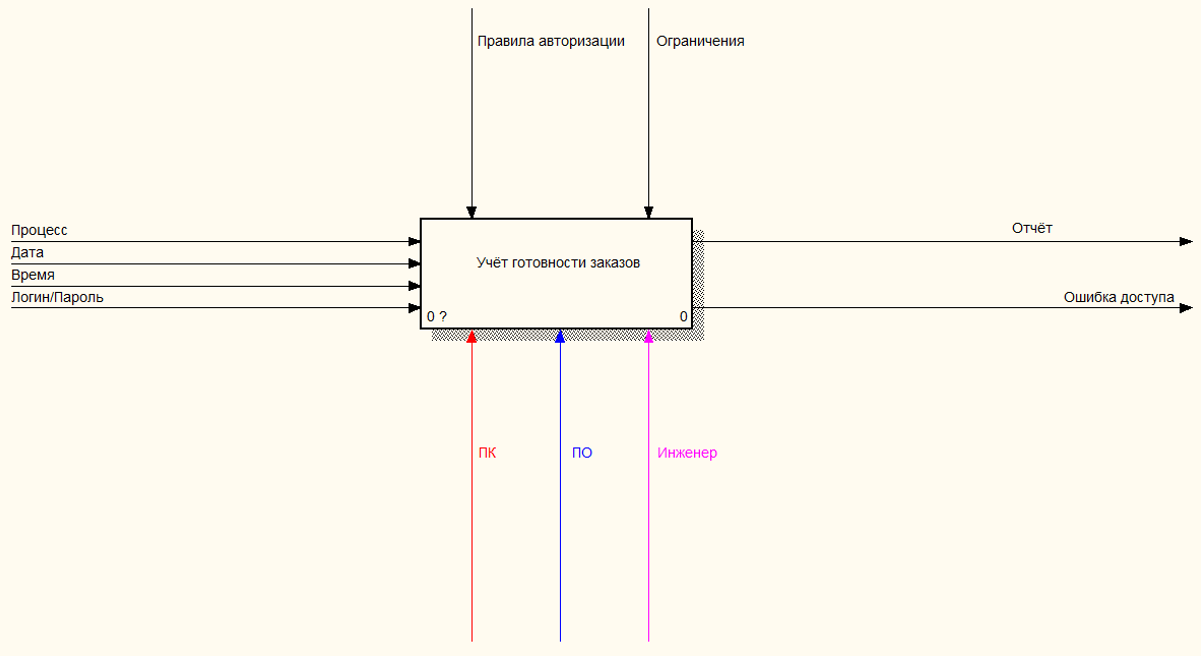 Правила авторизации
Ограничения
Процесс
Дата
Время
Логин/Пароль
Учёт готовности заказов
0 ?
0
Отчёт
Ошибка доступа
ПК
ПО
Инженер